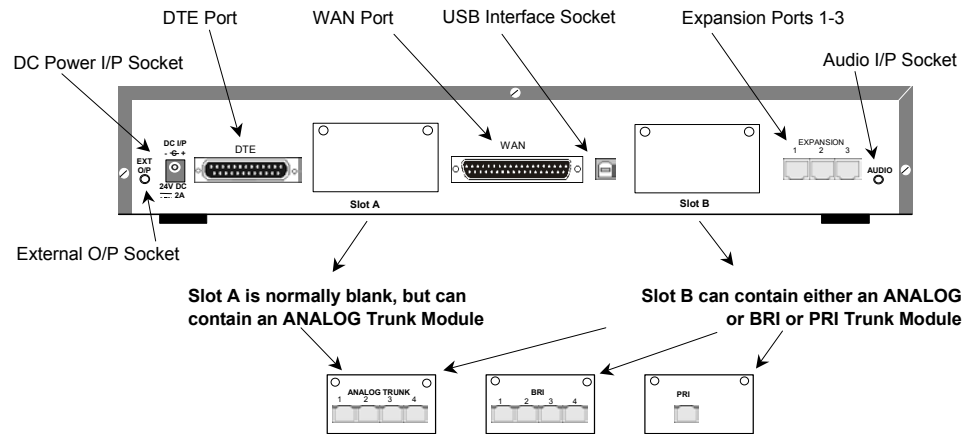 DTE Port
WAN Port
USB Interface Socket
Expansion Ports 1-3
DC Power I/P Socket
Audio I/P Socket
EXT
O/P
DC I/P
- +
24V DC
2A
DTE
WAN
EXPANSION
1 2 3
AUDIO
Slot A
Slot B
External O/P Socket
Slot A is normally blank, but can
contain an ANALOG Trunk Module
Slot B can contain either an ANALOG
or BRI or PRI Trunk Module
ANALOG TRUNK
1 2 3 4
BRI
1 2 3 4
PRI